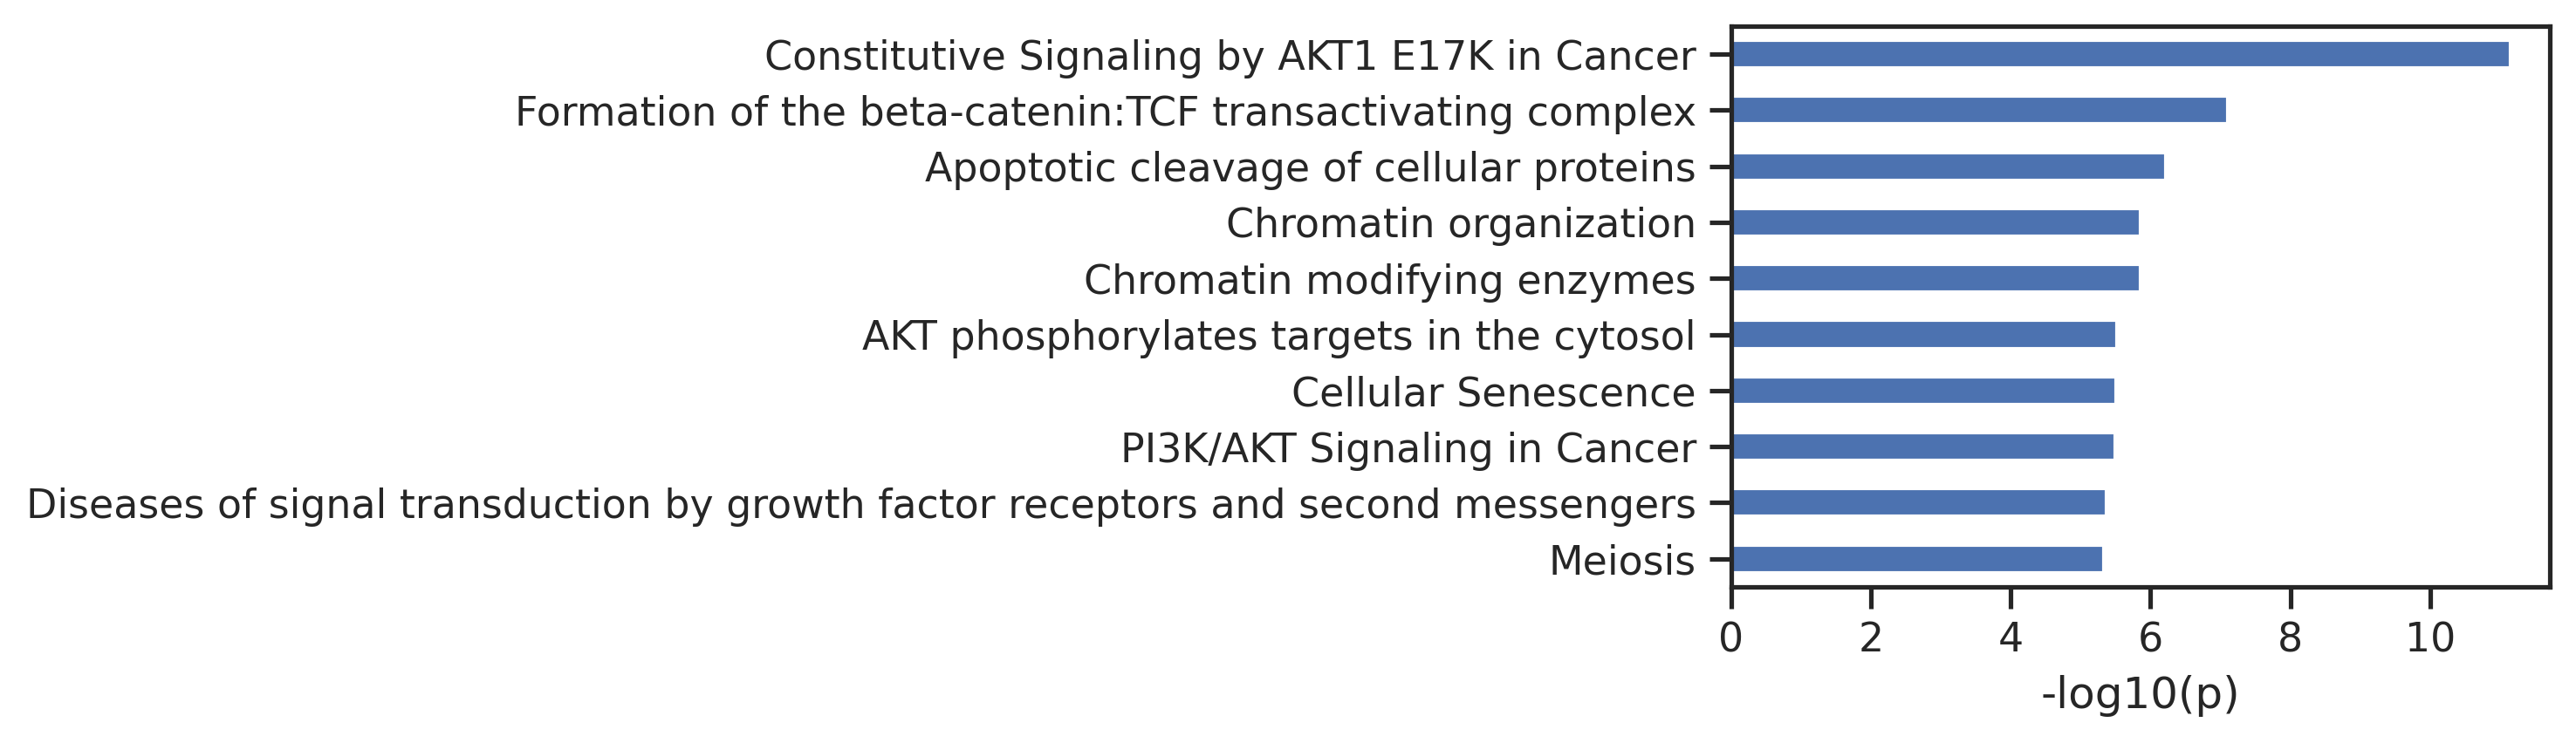 Constitutive Signaling by AKT1 E17K in Cancer
Formation of the beta-catenin:TCF transactivating complex
Apoptotic cleavage of cellular proteins
Chromatin organization
Chromatin modifying enzymes
AKT phosphorylates targets in the cytosol
Cellular Senescence
PI3K/AKT Signaling in Cancer
Diseases of signal transduction by growth factor receptors and second messengers
Meiosis
0 2 4 6 8 10
-log10(p)